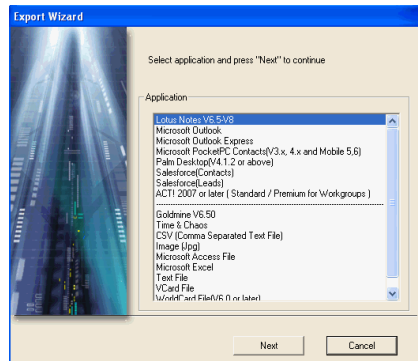 Export Wizard
Select application and press "Next" to continue
Application
Lotus Notes V6.5-V8
Microsoft Outlook
Microsoft Outlook Express
Microsoft PocketPC Contacts(V3.x, 4.x and Mobile 5,6)
Palm Desktop(V4.1.2 or above)
Salesforce(Contacts)
Salesforce(Leads)
ACT! 2007 or later ( Standard / Premium for Workgroups )
Goldmine V6.50
Time & Chaos
CSV (Comma Separated Text File)
Image (Jpg)
Microsoft Access File
Microsoft Excel
Text File
VCard File
WorldCard File(V6.0 or later)
Next
Cancel